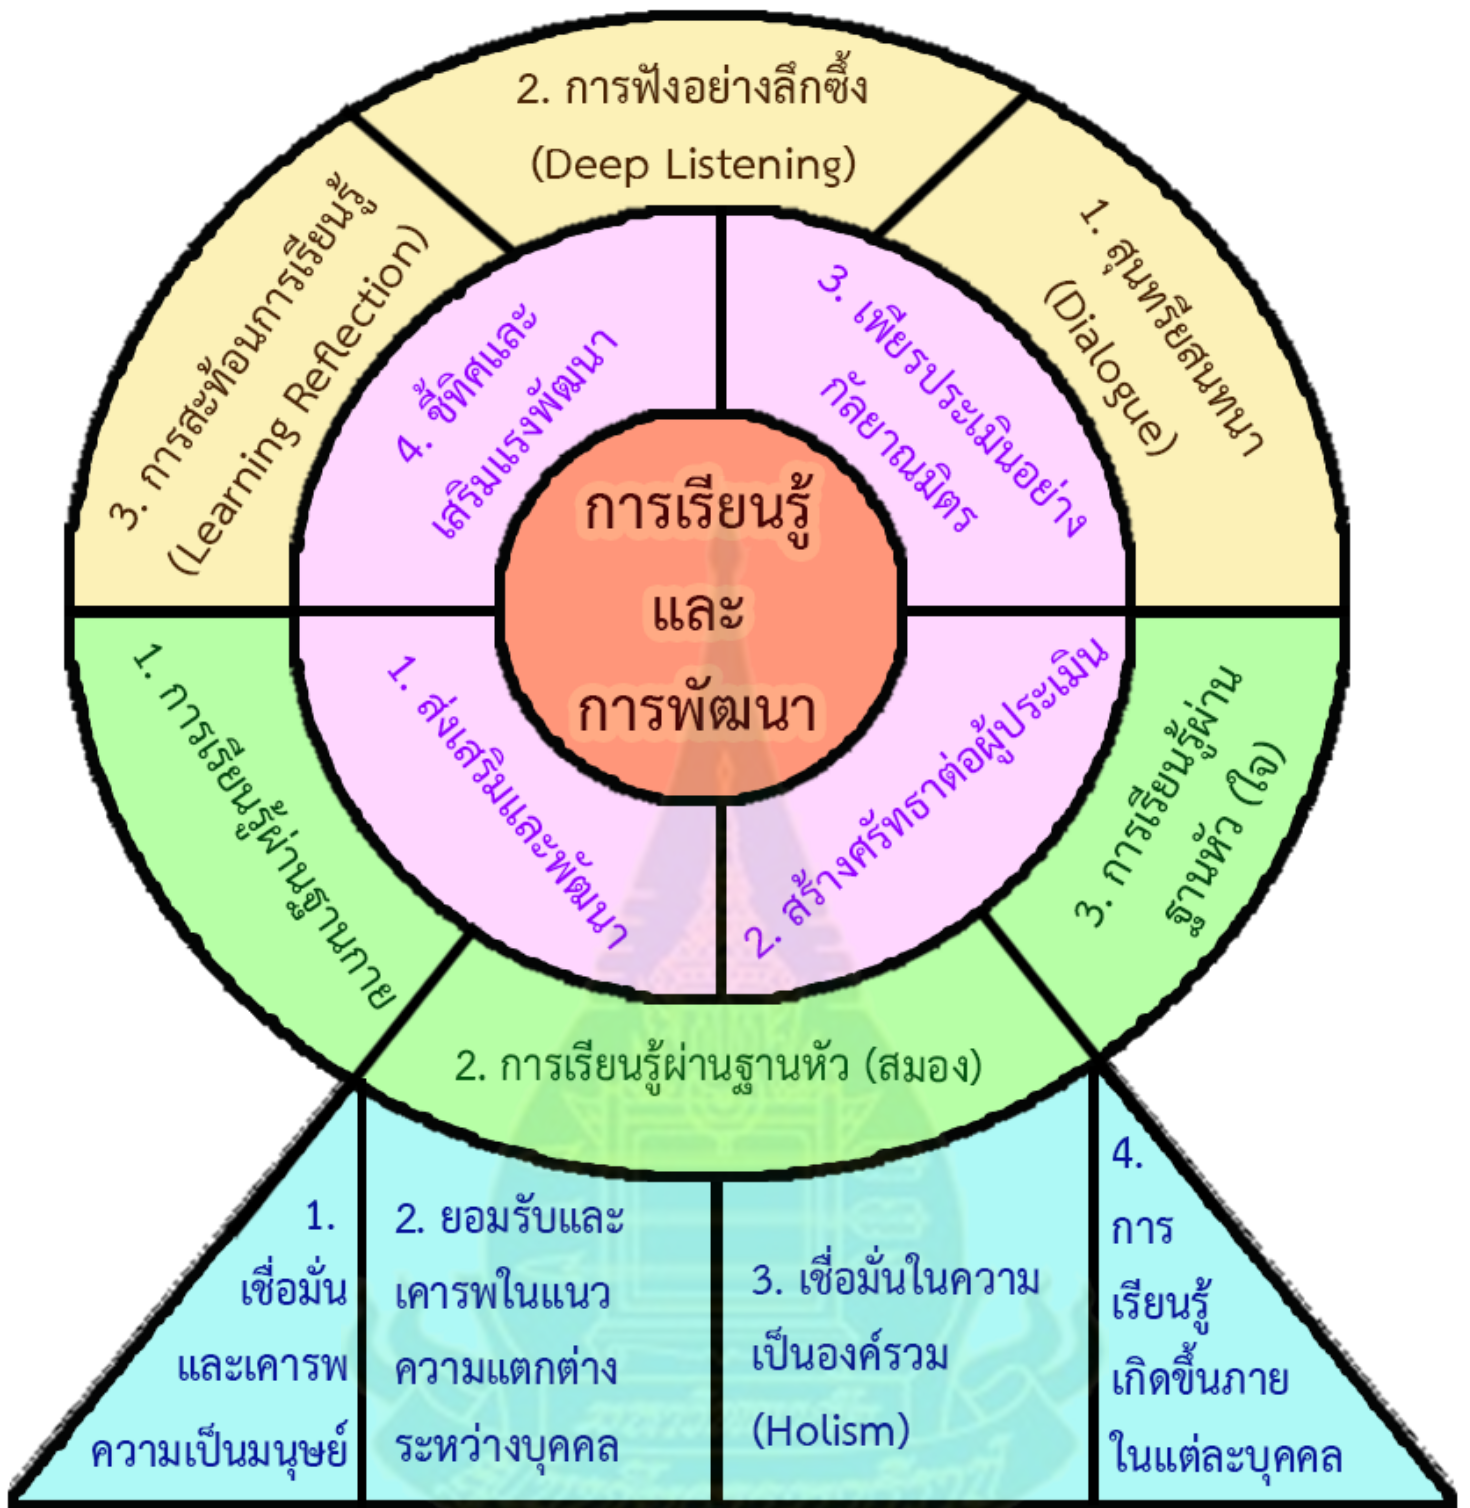 2. การฟังอย่างลึกซึ้ง
(Deep Listening)
1. สุนทรียสนทนา
(Dialogue)
3. การสะท้อนการเรียนรู้
(Learning Reflection)
4. ชี้ทิศและ
เสริมแรงพัฒนา
3. เพียรประเมินอย่าง
กัลยาณมิตร
การเรียนรู้
และ
การพัฒนา
1. ส่งเสริมและพัฒนา
2. สร้างศรัทธาต่อผู้ประเมิน
1. การเรียนรู้ผ่านฐานกาย
2. การเรียนรู้ผ่านฐานหัว (สมอง)
3. การเรียนรู้ผ่าน
ฐานหัว (ใจ)
1.
เชื่อมั่น
และเคารพ
ความเป็นมนุษย์
2. ยอมรับและ
เคารพในแนว
ความแตกต่าง
ระหว่างบุคคล
3. เชื่อมั่นในความ
เป็นองค์รวม
(Holism)
4.
การ
เรียนรู้
เกิดขึ้นภาย
ในแต่ละบุคคล